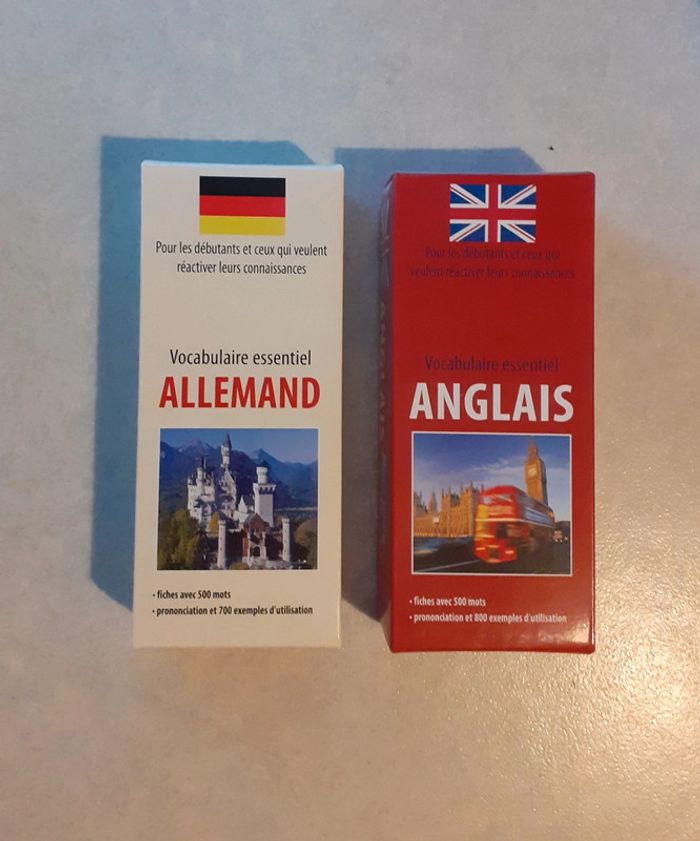 Pour les débutants et ceux qui veulent
réactiver leurs connaissances
Vocabulaire essentiel
ALLEMAND
• fiches avec 500 mots
• prononciation et 700 exemples d'utilisation
Pour les débutants et ceux qui
veulent réactiver leurs connaissances
Vocabulaire essentiel
ANGLAIS
• fiches avec 500 mots
• prononciation et 800 exemples d'utilisation